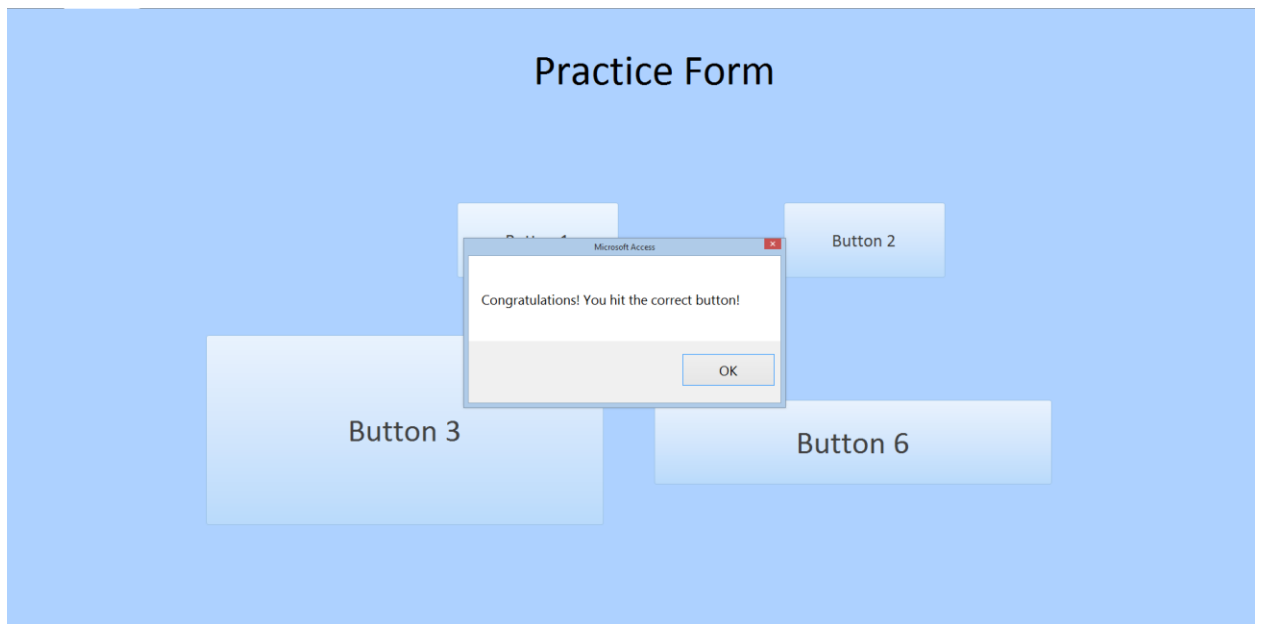 Practice Form
Button 2
Microsoft Access
Congratulations! You hit the correct button!
OK
Button 3
Button 6